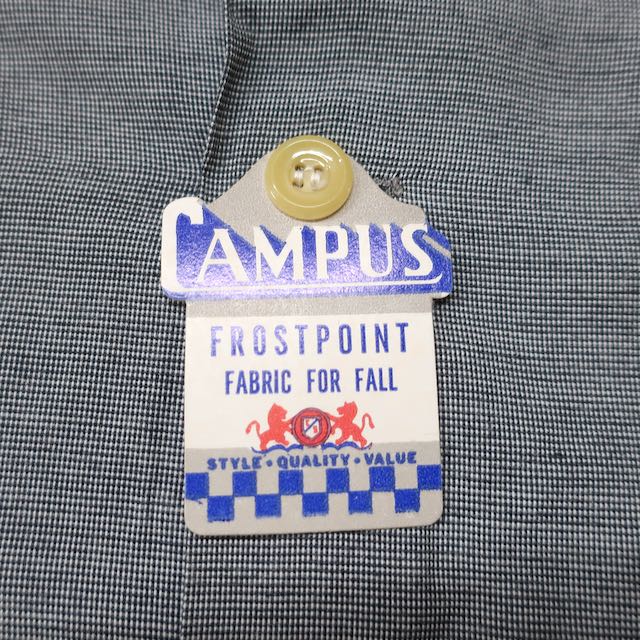 CAMPUS
FROSTPOINT
FABRIC FOR FALL
STYLE • QUALITY • VALUE